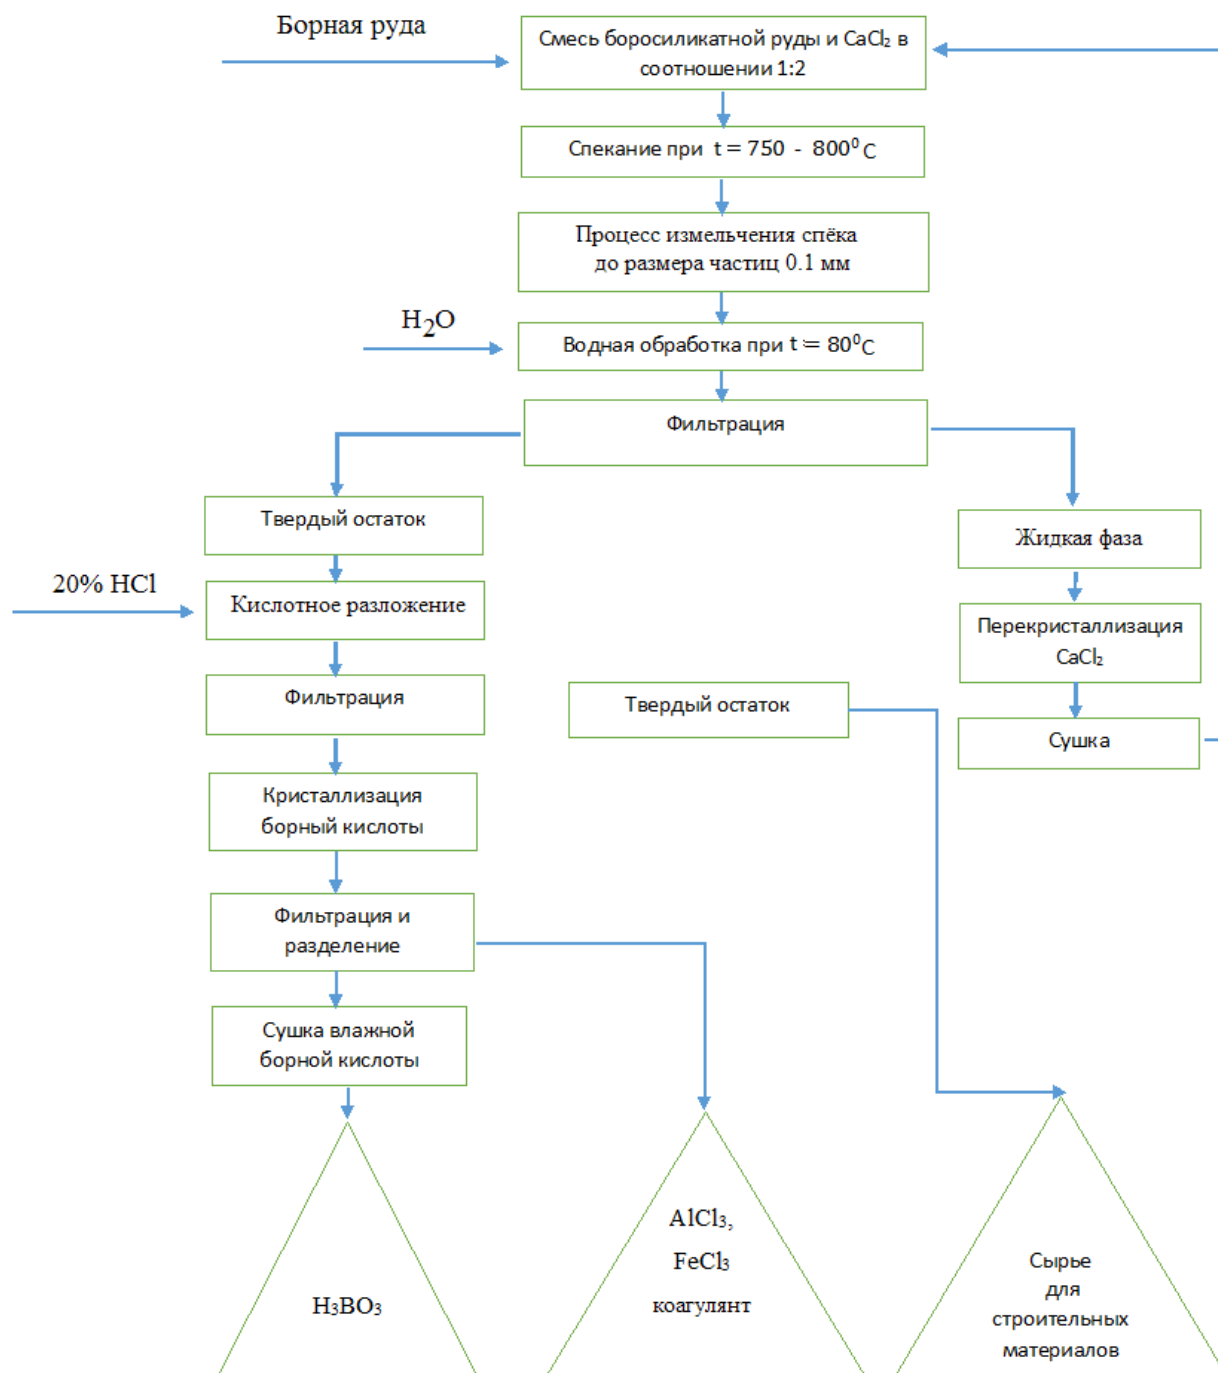 Борная руда
Смесь боросиликатной руды и CaCl₂ в
соотношении 1:2
Спекание при t = 750 - 800⁰ C
Процесс измельчения спёка
до размера частиц 0.1 мм
H₂O
Водная обработка при t = 80⁰C
Фильтрация
Твердый остаток
Жидкая фаза
20% HCl
Кислотное разложение
Перекристаллизация
CaCl₂
Фильтрация
Твердый остаток
Сушка
Кристаллизация
борный кислоты
Фильтрация и
разделение
Сушка влажной
борной кислоты
H₃BO₃
AlCl₃,
FeCl₃
коагулянт
Сырье
для
строительных
материалов